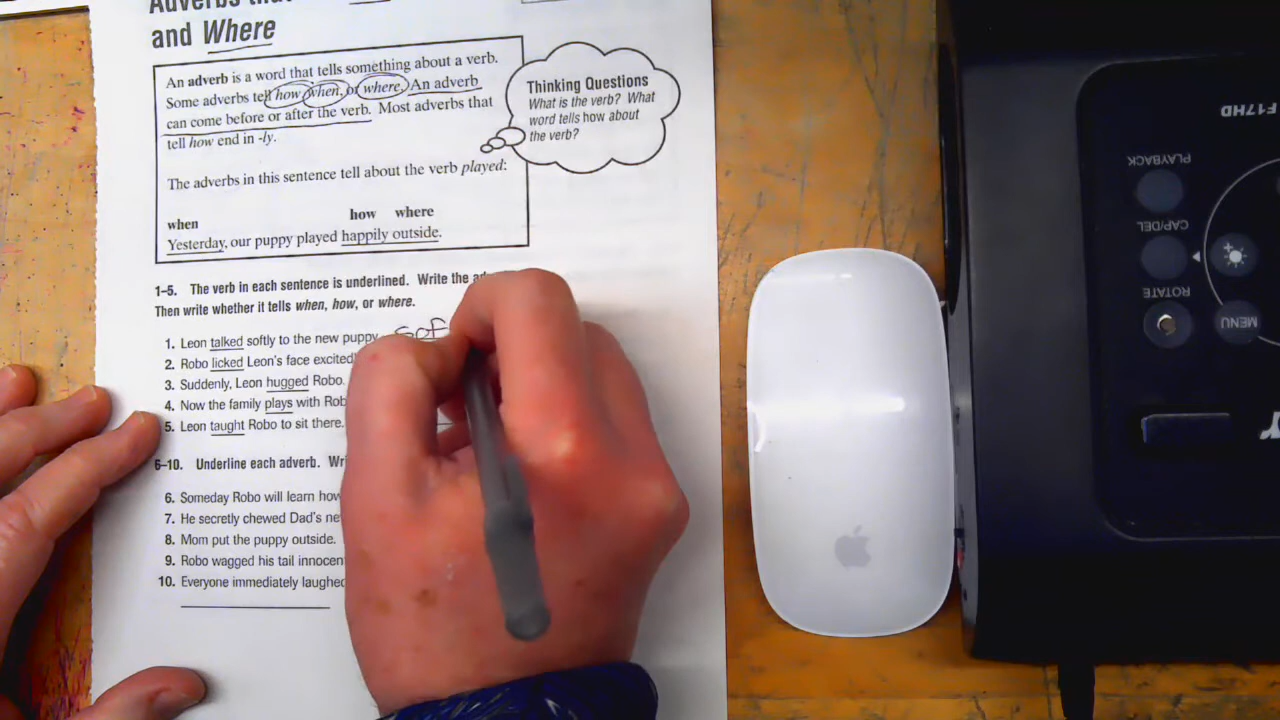 Adverbs
and Where
An adverb is a word that tells something about a verb.
Some adverbs tell how, when, or where. An adverb
can come before or after the verb. Most adverbs that
tell how end in -ly.
Thinking Questions
What is the verb? What
word tells how about
the verb?
The adverbs in this sentence tell about the verb played:
when how where
Yesterday, our puppy played happily outside.
1-5. The verb in each sentence is underlined. Write the
Then write whether it tells when, how, or where.
1. Leon talked softly to the new puppy. Sof
2. Robo licked Leon's face
3. Suddenly, Leon hugged Robo.
4. Now the family plays with
5. Leon taught Robo to sit there.
6-10. Underline each adverb.
6. Someday Robo will learn how
7. He secretly chewed Dad's
8. Mom put the puppy outside.
9. Robo wagged his tail
10. Everyone immediately
F17HD
PLAYBACK
CAP/DEL
ROTATE
MENU